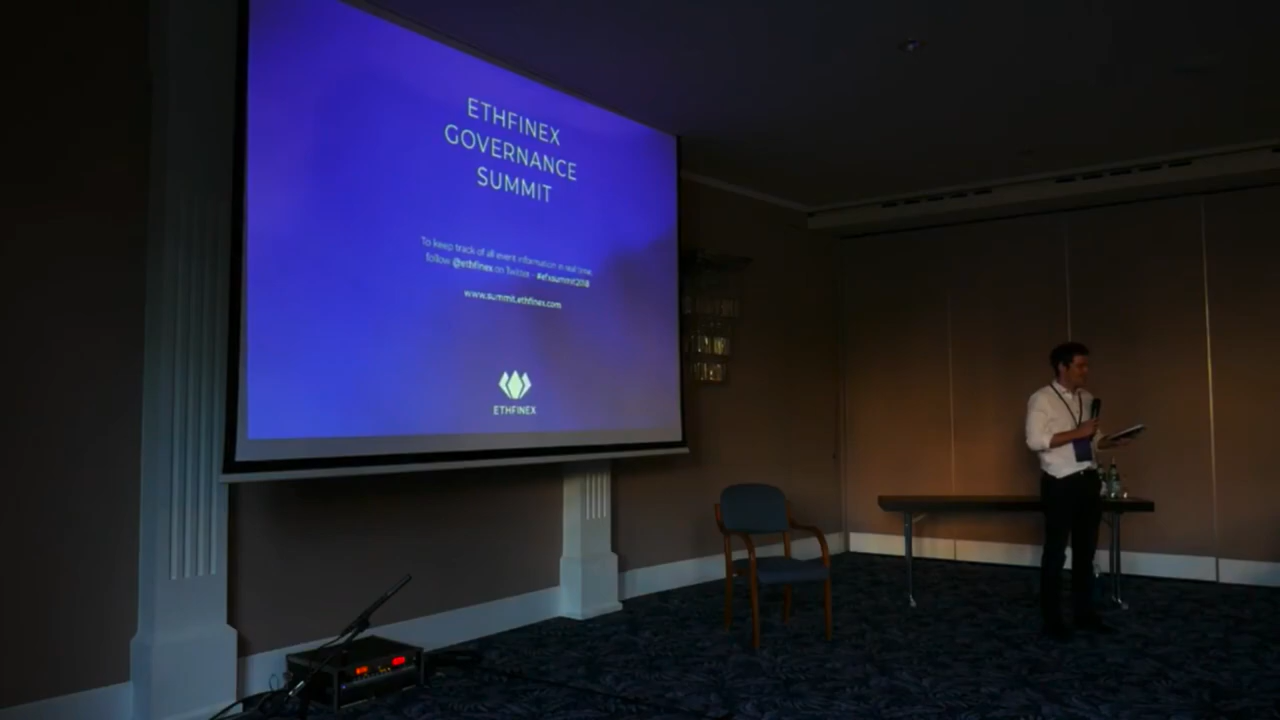 ETHFINEX
GOVERNANCE
SUMMIT
To keep track of all event information in real time
follow @ethfinex on Twitter - #efxsummit2018
www.summit.ethfinex.com
ETHFINEX